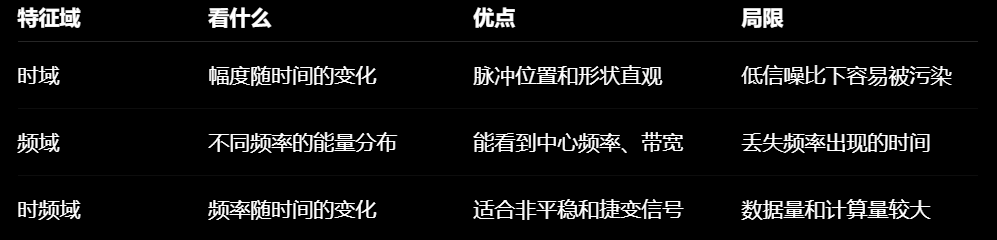 特征域 看什么 优点 局限
时域 幅度随时间的变化 脉冲位置和形状直观 低信噪比下容易被污染
频域 不同频率的能量分布 能看到中心频率、带宽 丢失频率出现的时间
时频域 频率随时间的变化 适合非平稳和捷变信号 数据量和计算量较大